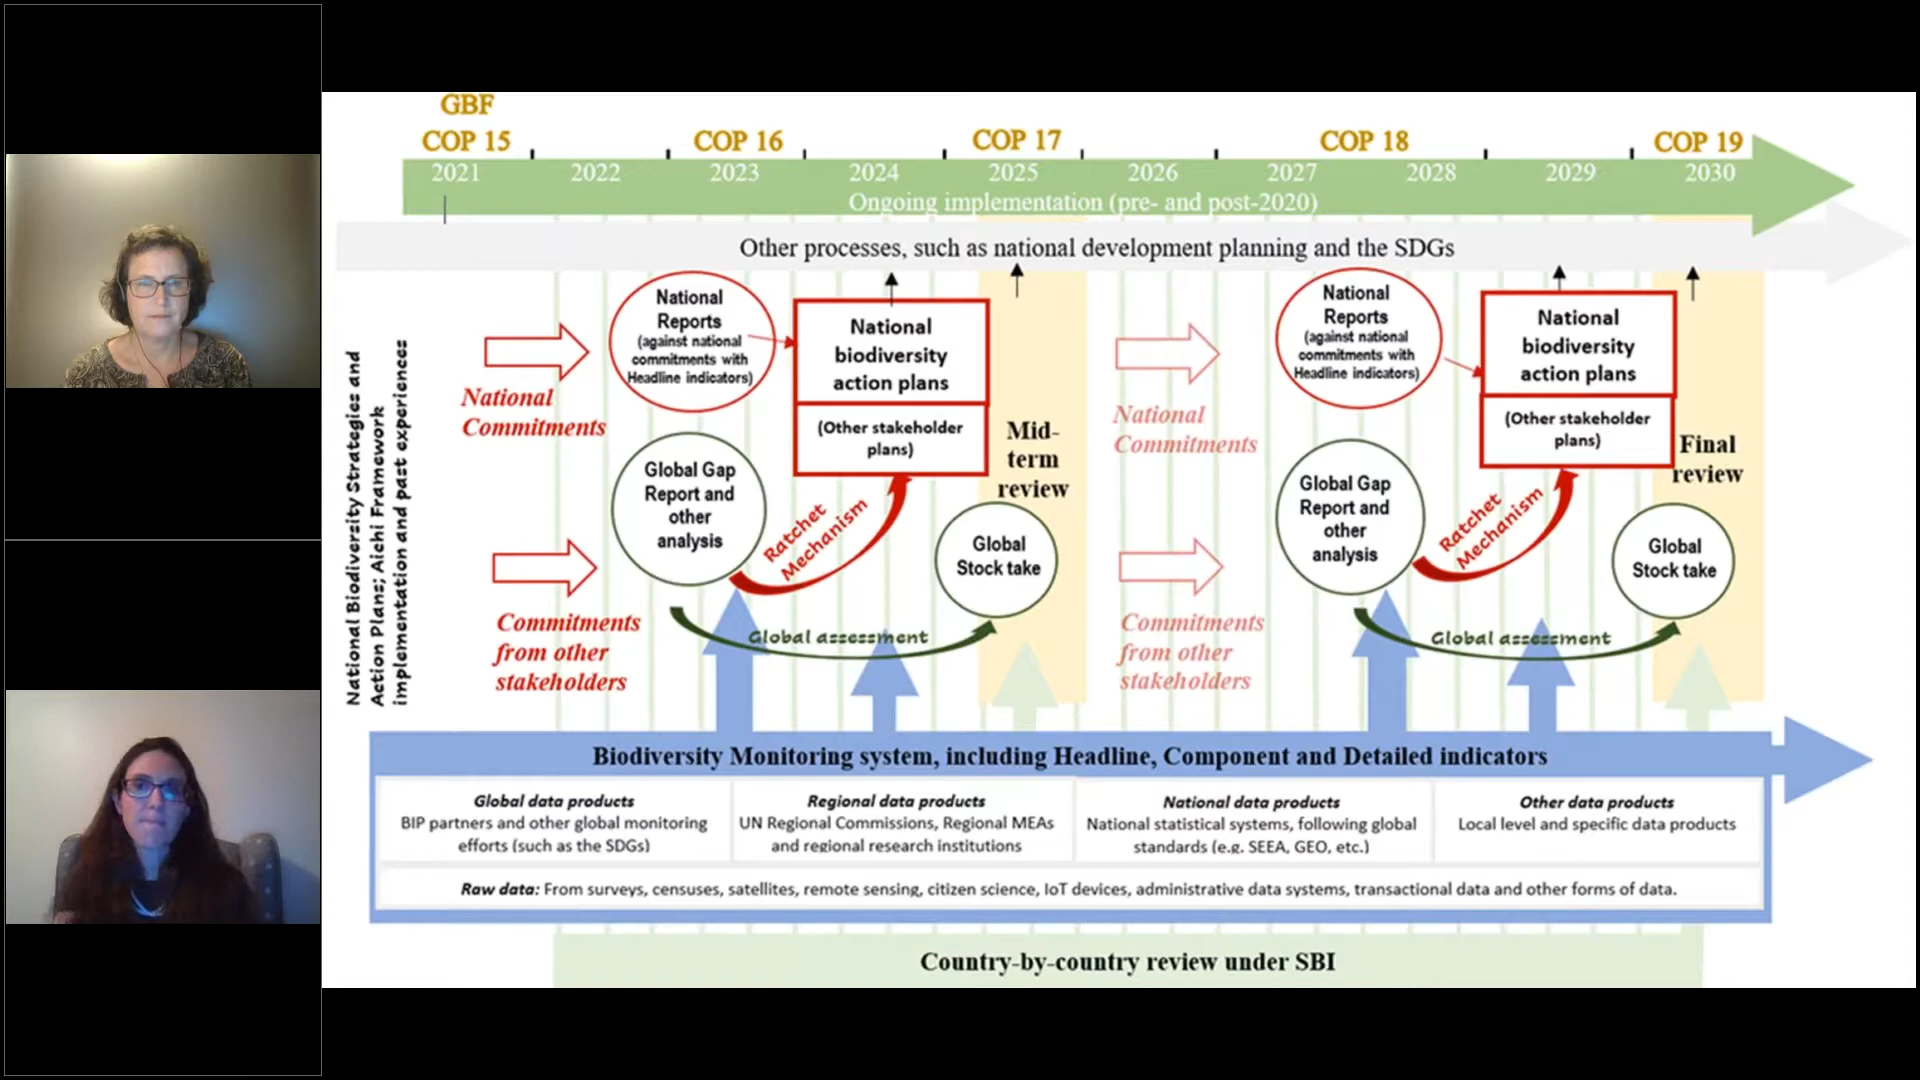 GBF
COP 15
COP 16
COP 17
COP 18
COP 19
2021
2022
2023
2024
2025
2026
2027
2028
2029
2030
Ongoing implementation (pre- and post-2020)
Other processes, such as national development planning and the SDGs
National Biodiversity Strategies and
Action Plans; Aichi Framework
implementation and past experiences
National
Commitments
Commitments
from other
stakeholders
National
Reports
(against national
commitments with
Headline indicators)
Global Gap
Report and
other
analysis
National
biodiversity
action plans
(Other stakeholder
plans)
Ratchet
Mechanism
Global assessment
Mid-
term
review
Global
Stock take
National
Commitments
Commitments
from other
stakeholders
National
Reports
(against national
commitments with
Headline indicators)
Global Gap
Report and
other
analysis
National
biodiversity
action plans
(Other stakeholder
plans)
Ratchet
Mechanism
Global assessment
Final
review
Global
Stock take
Biodiversity Monitoring system, including Headline, Component and Detailed indicators
Global data products
BIP partners and other global monitoring
efforts (such as the SDGs)
Regional data products
UN Regional Commissions, Regional MEAs
and regional research institutions
National data products
National statistical systems, following global
standards (e.g. SEEA, GEO, etc.)
Other data products
Local level and specific data products
Raw data: From surveys, censuses, satellites, remote sensing, citizen science, IoT devices, administrative data systems, transactional data and other forms of data.
Country-by-country review under SBI